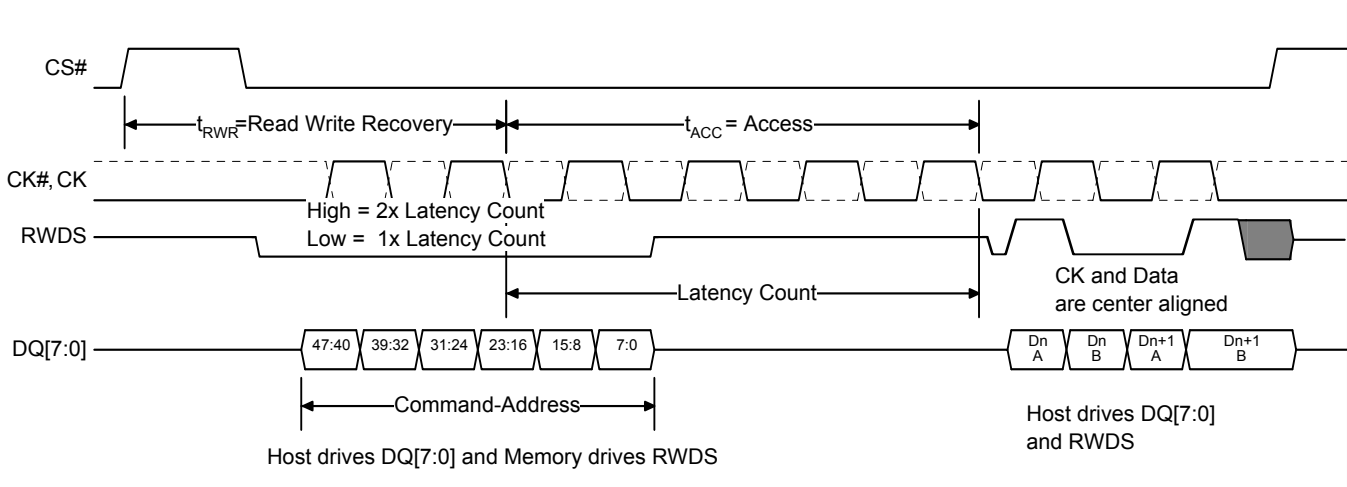 CS#
t_RWR=Read Write Recovery
t_ACC = Access
CK#, CK
High = 2x Latency Count
Low = 1x Latency Count
RWDS
Latency Count
CK and Data
are center aligned
DQ[7:0]
47:40 39:32 31:24 23:16 15:8 7:0
Dn Dn Dn+1 Dn+1
A B A B
Command-Address
Host drives DQ[7:0]
and RWDS
Host drives DQ[7:0] and Memory drives RWDS